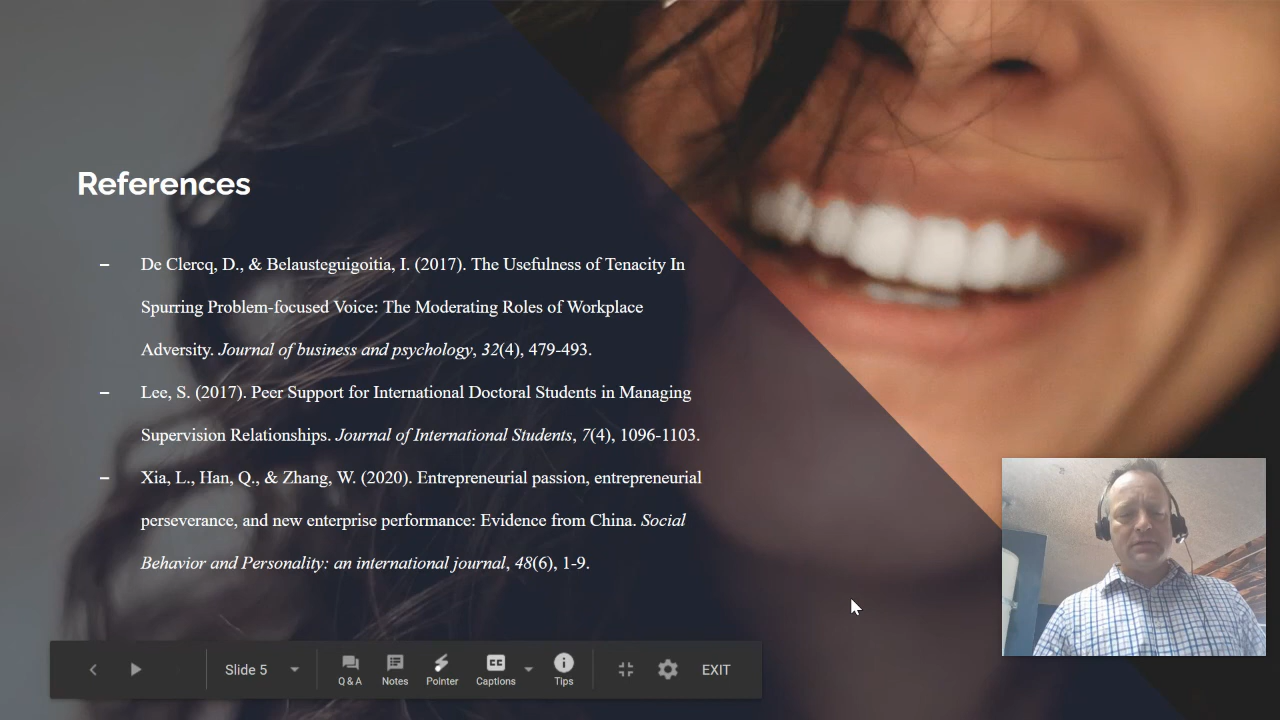 References
– De Clercq, D., & Belausteguigoitia, I. (2017). The Usefulness of Tenacity In
Spurring Problem-focused Voice: The Moderating Roles of Workplace
Adversity. Journal of business and psychology, 32(4), 479-493.
– Lee, S. (2017). Peer Support for International Doctoral Students in Managing
Supervision Relationships. Journal of International Students, 7(4), 1096-1103.
– Xia, L., Han, Q., & Zhang, W. (2020). Entrepreneurial passion, entrepreneurial
perseverance, and new enterprise performance: Evidence from China. Social
Behavior and Personality: an international journal, 48(6), 1-9.
Slide 5
Q & A
Notes
Pointer
CC
Captions
Tips
EXIT